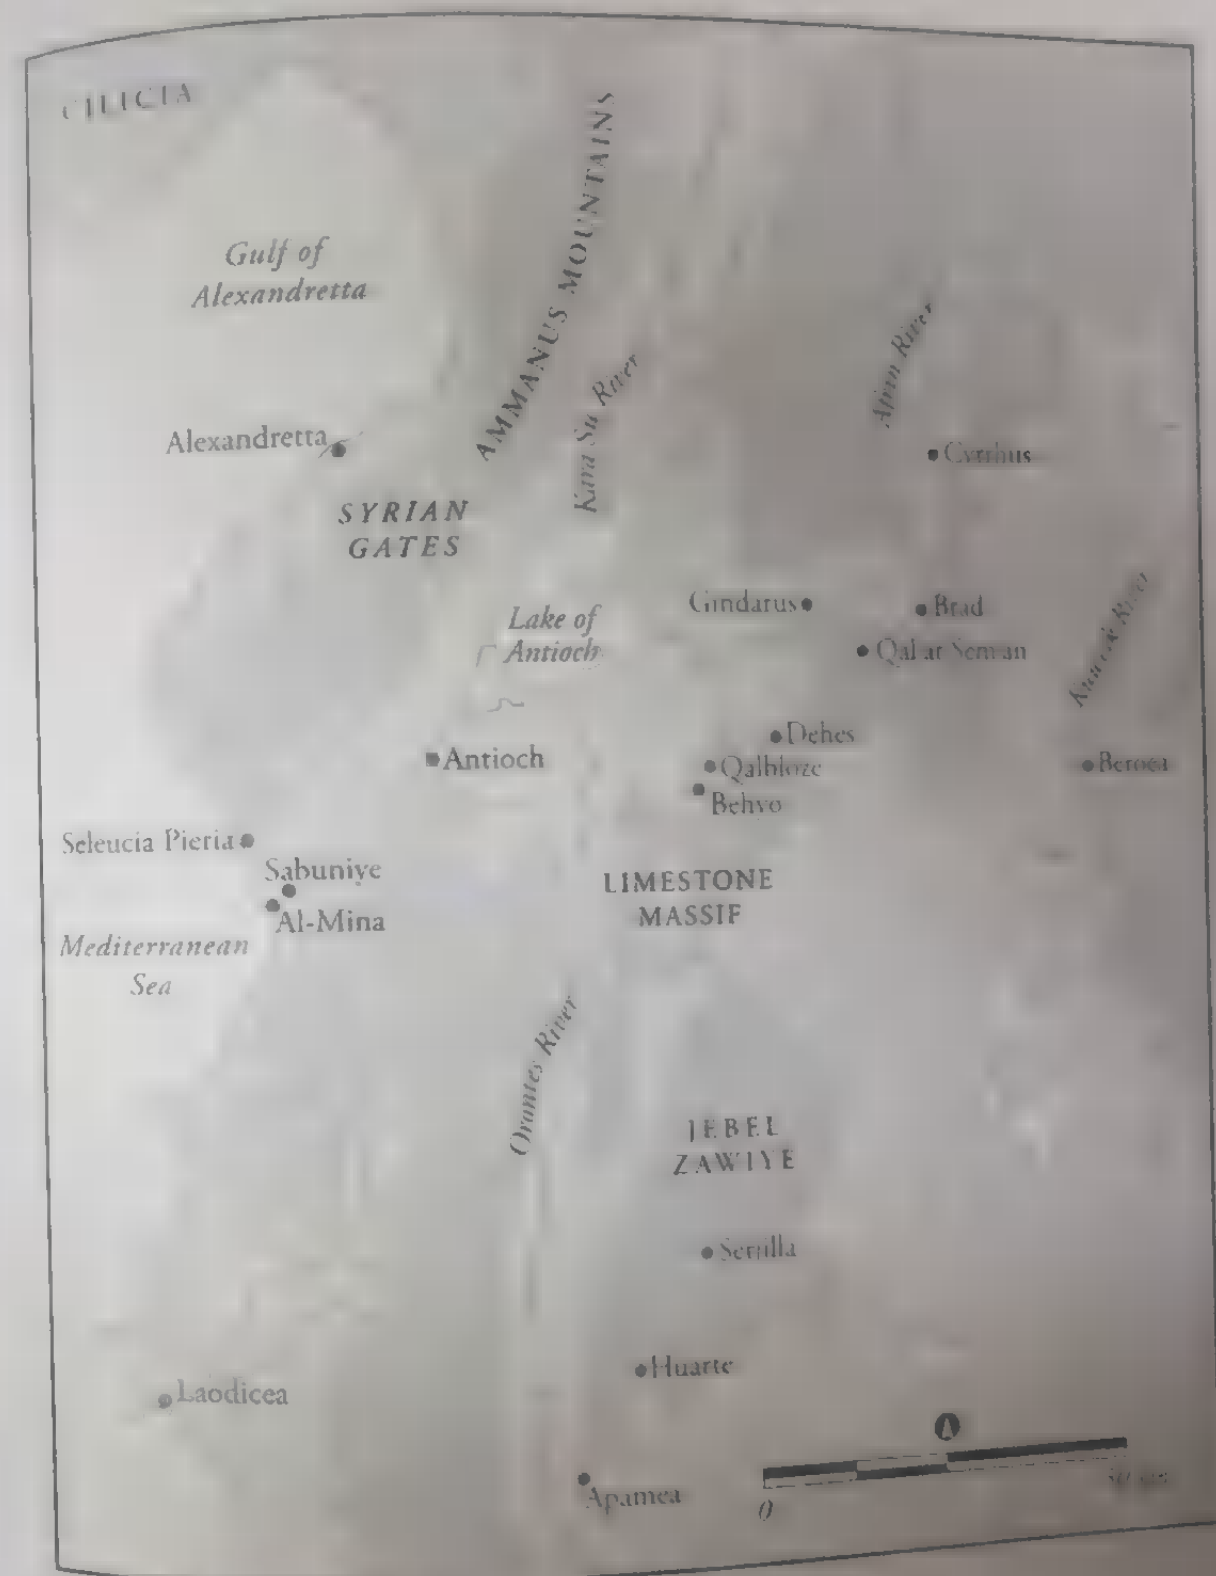 CILICIA
AMMANUS MOUNTAINS
Gulf of
Alexandretta
Afrin River
Kara Su River
Alexandretta
Cyrrhus
SYRIAN
GATES
Gindarus
Brad
Lake of
Antioch
Qal'at Sem'an
River
Dehes
Antioch
Qalbloze
Beroea
Behyo
Seleucia Pieria
Sabuniye
LIMESTONE
MASSIF
Al-Mina
Mediterranean
Sea
Orontes River
JEBEL
ZAWIYE
Serjilla
Huarte
Laodicea
Apamea
0